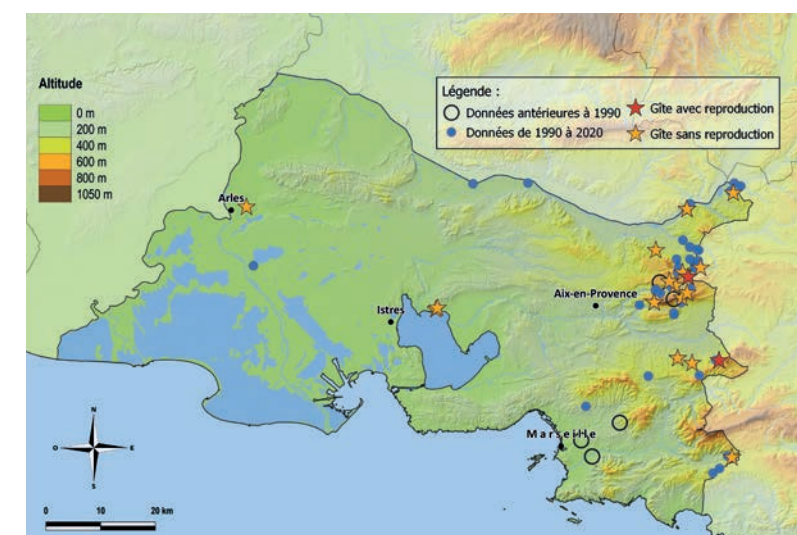 Altitude
0 m
200 m
400 m
600 m
800 m
1050 m
Légende :
Données antérieures à 1990
Gîte avec reproduction
Données de 1990 à 2020
Gîte sans reproduction
Arles
Istres
Aix-en-Provence
Marseille
N
O
E
S
0
10
20 km